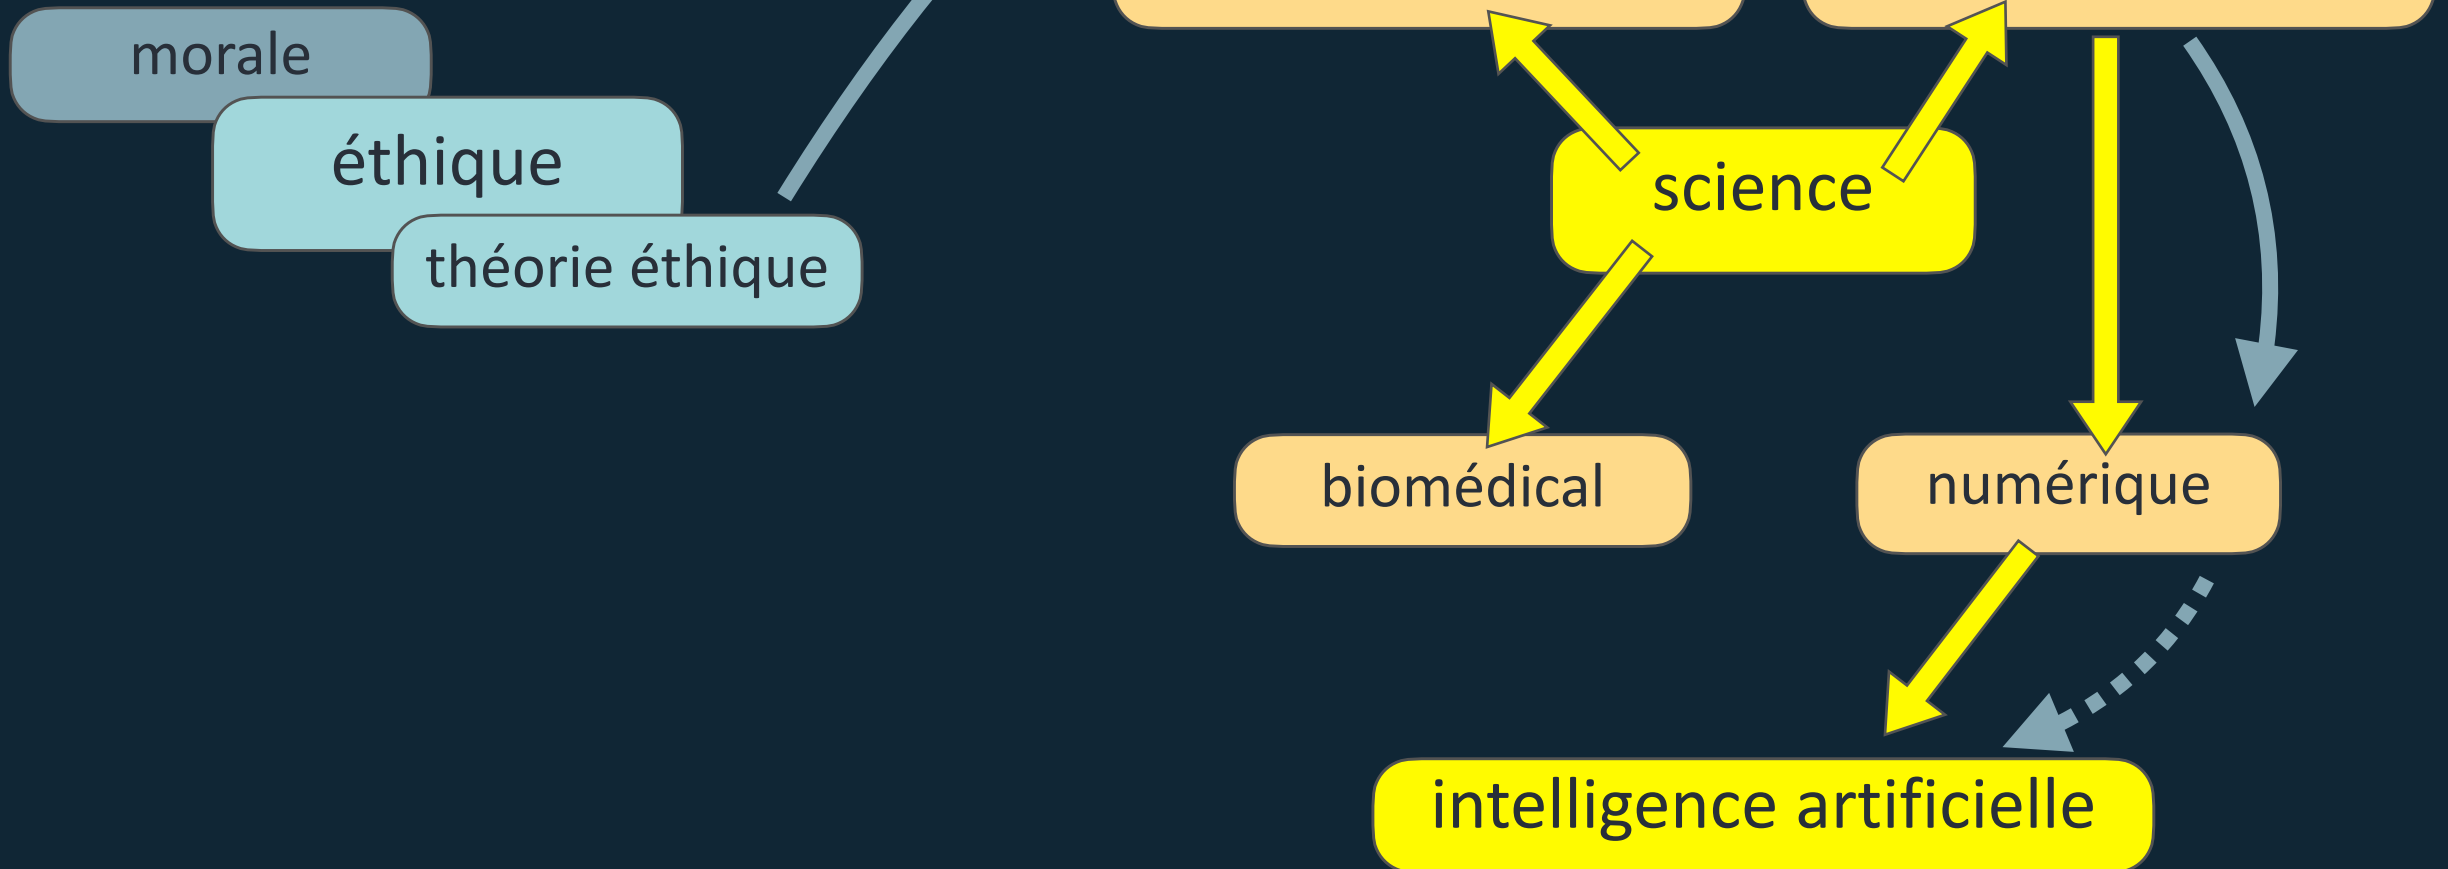 morale
éthique
théorie éthique
science
biomédical
numérique
intelligence artificielle